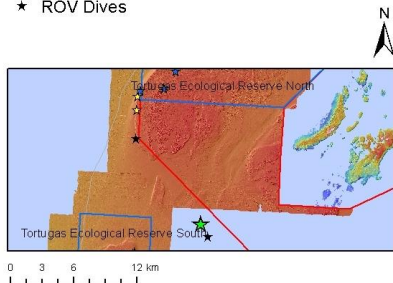 ROV Dives
N
Tortugas Ecological Reserve North
Tortugas Ecological Reserve South
0 3 6 12 km